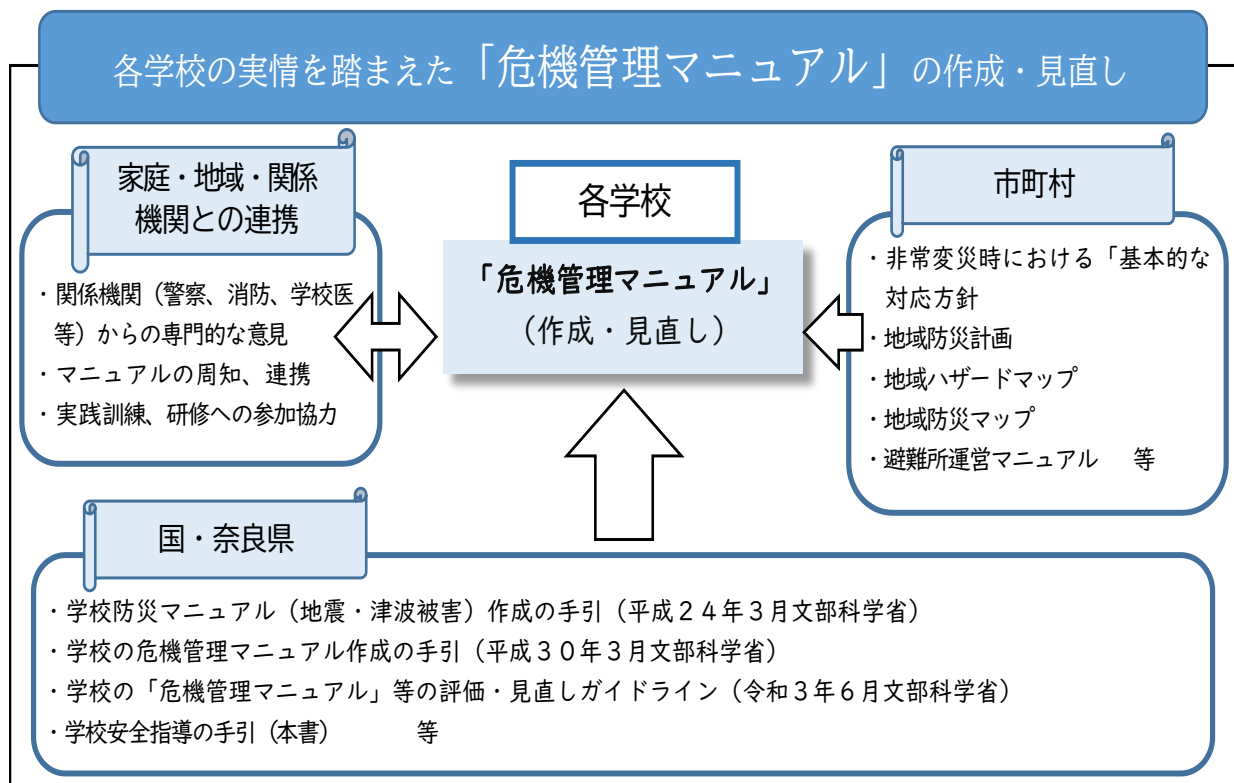 各学校の実情を踏まえた「危機管理マニュアル」の作成・見直し
家庭・地域・関係
機関との連携
・関係機関（警察、消防、学校医
等）からの専門的な意見
・マニュアルの周知、連携
・実践訓練、研修への参加協力
各学校
「危機管理マニュアル」
（作成・見直し）
市町村
・非常変災時における「基本的な
対応方針
・地域防災計画
・地域ハザードマップ
・地域防災マップ
・避難所運営マニュアル　等
国・奈良県
・学校防災マニュアル（地震・津波被害）作成の手引（平成２４年３月文部科学省）
・学校の危機管理マニュアル作成の手引（平成３０年３月文部科学省）
・学校の「危機管理マニュアル」等の評価・見直しガイドライン（令和３年６月文部科学省）
・学校安全指導の手引（本書）　　　等